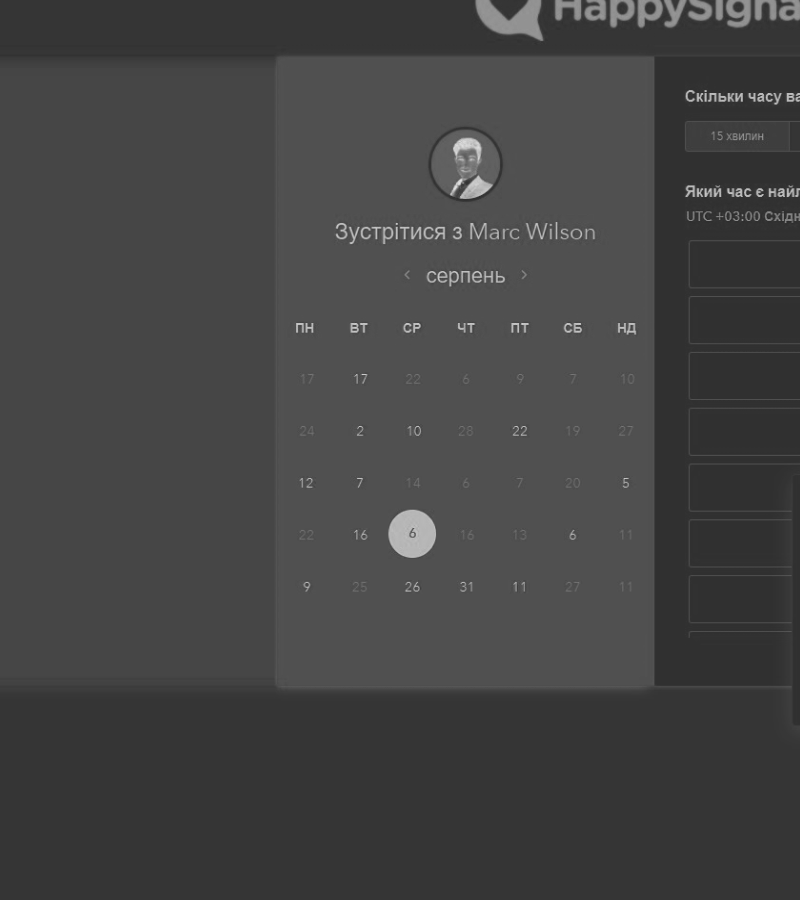 HappySigna
Зустрітися з Marc Wilson
‹ серпень ›
ПН ВТ СР ЧТ ПТ СБ НД
17 17 22 6 9 7 10
24 2 10 28 22 19 27
12 7 14 6 7 20 5
22 16 6 16 13 6 11
9 25 26 31 11 27 11
Скільки часу ва
15 хвилин
Який час є найл
UTC +03:00 Східн